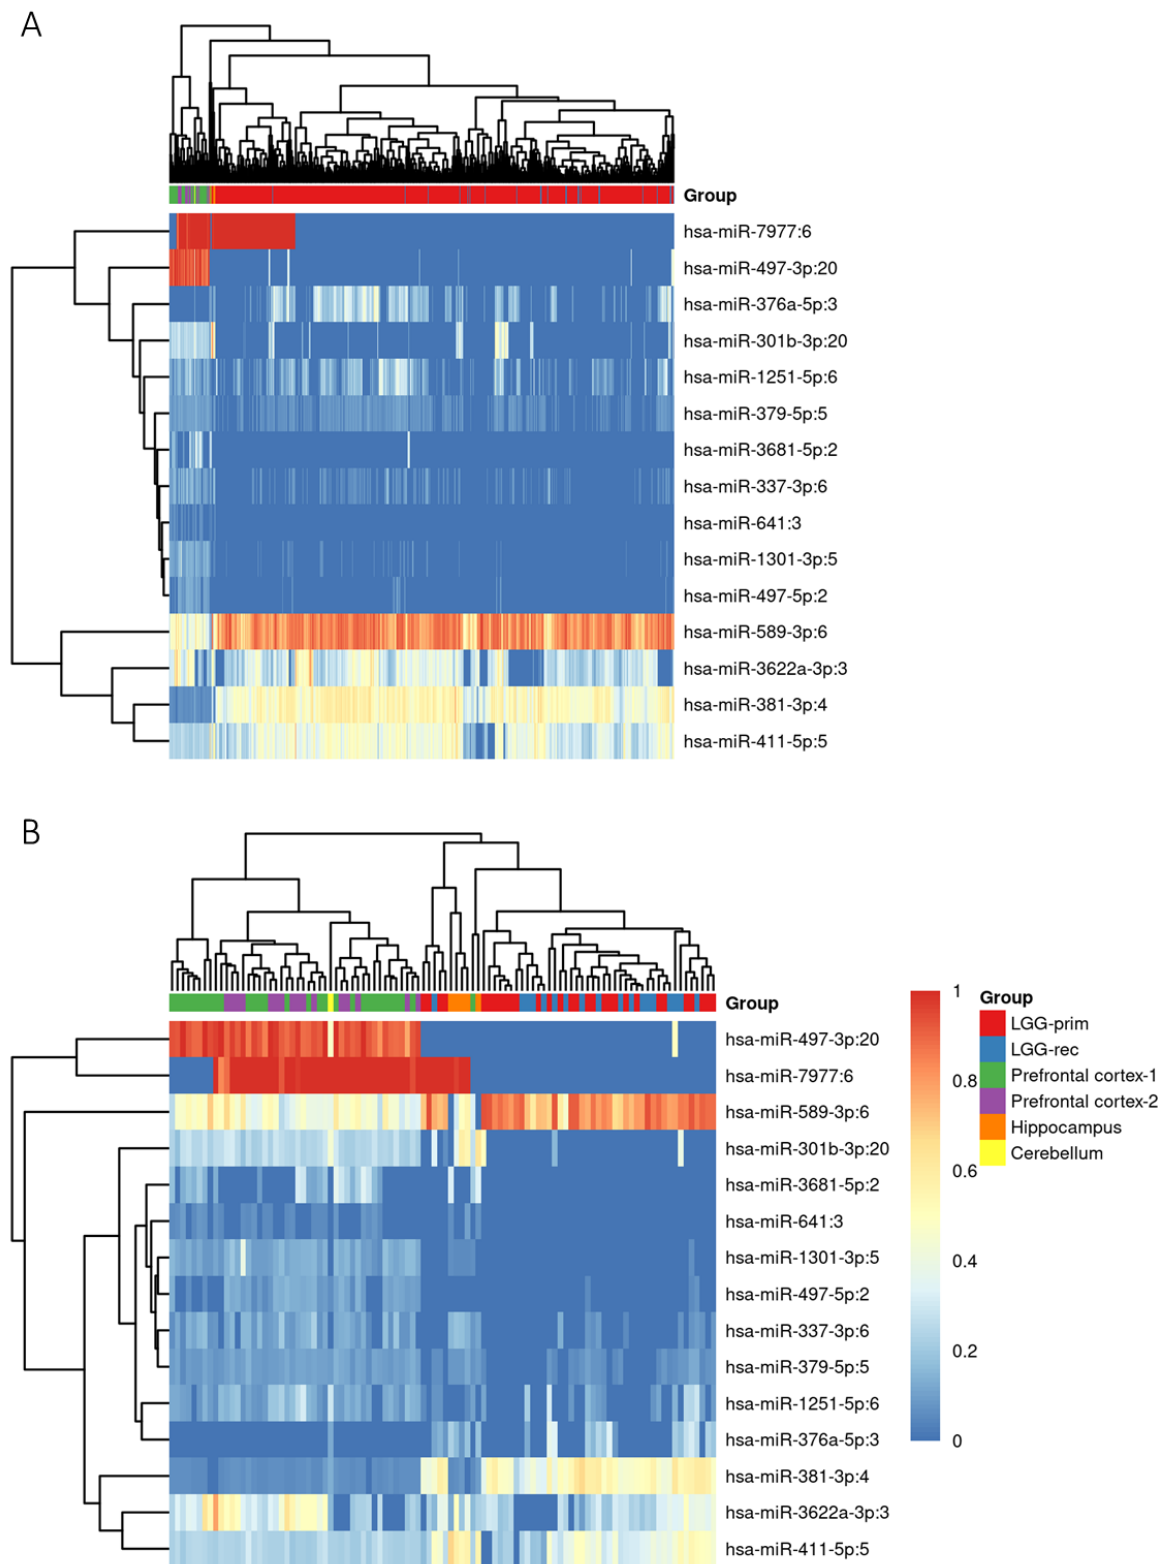 A
Group
hsa-miR-7977:6
hsa-miR-497-3p:20
hsa-miR-376a-5p:3
hsa-miR-301b-3p:20
hsa-miR-1251-5p:6
hsa-miR-379-5p:5
hsa-miR-3681-5p:2
hsa-miR-337-3p:6
hsa-miR-641:3
hsa-miR-1301-3p:5
hsa-miR-497-5p:2
hsa-miR-589-3p:6
hsa-miR-3622a-3p:3
hsa-miR-381-3p:4
hsa-miR-411-5p:5
B
Group
hsa-miR-497-3p:20
hsa-miR-7977:6
hsa-miR-589-3p:6
hsa-miR-301b-3p:20
hsa-miR-3681-5p:2
hsa-miR-641:3
hsa-miR-1301-3p:5
hsa-miR-497-5p:2
hsa-miR-337-3p:6
hsa-miR-379-5p:5
hsa-miR-1251-5p:6
hsa-miR-376a-5p:3
hsa-miR-381-3p:4
hsa-miR-3622a-3p:3
hsa-miR-411-5p:5
1
0.8
0.6
0.4
0.2
0
Group
LGG-prim
LGG-rec
Prefrontal cortex-1
Prefrontal cortex-2
Hippocampus
Cerebellum